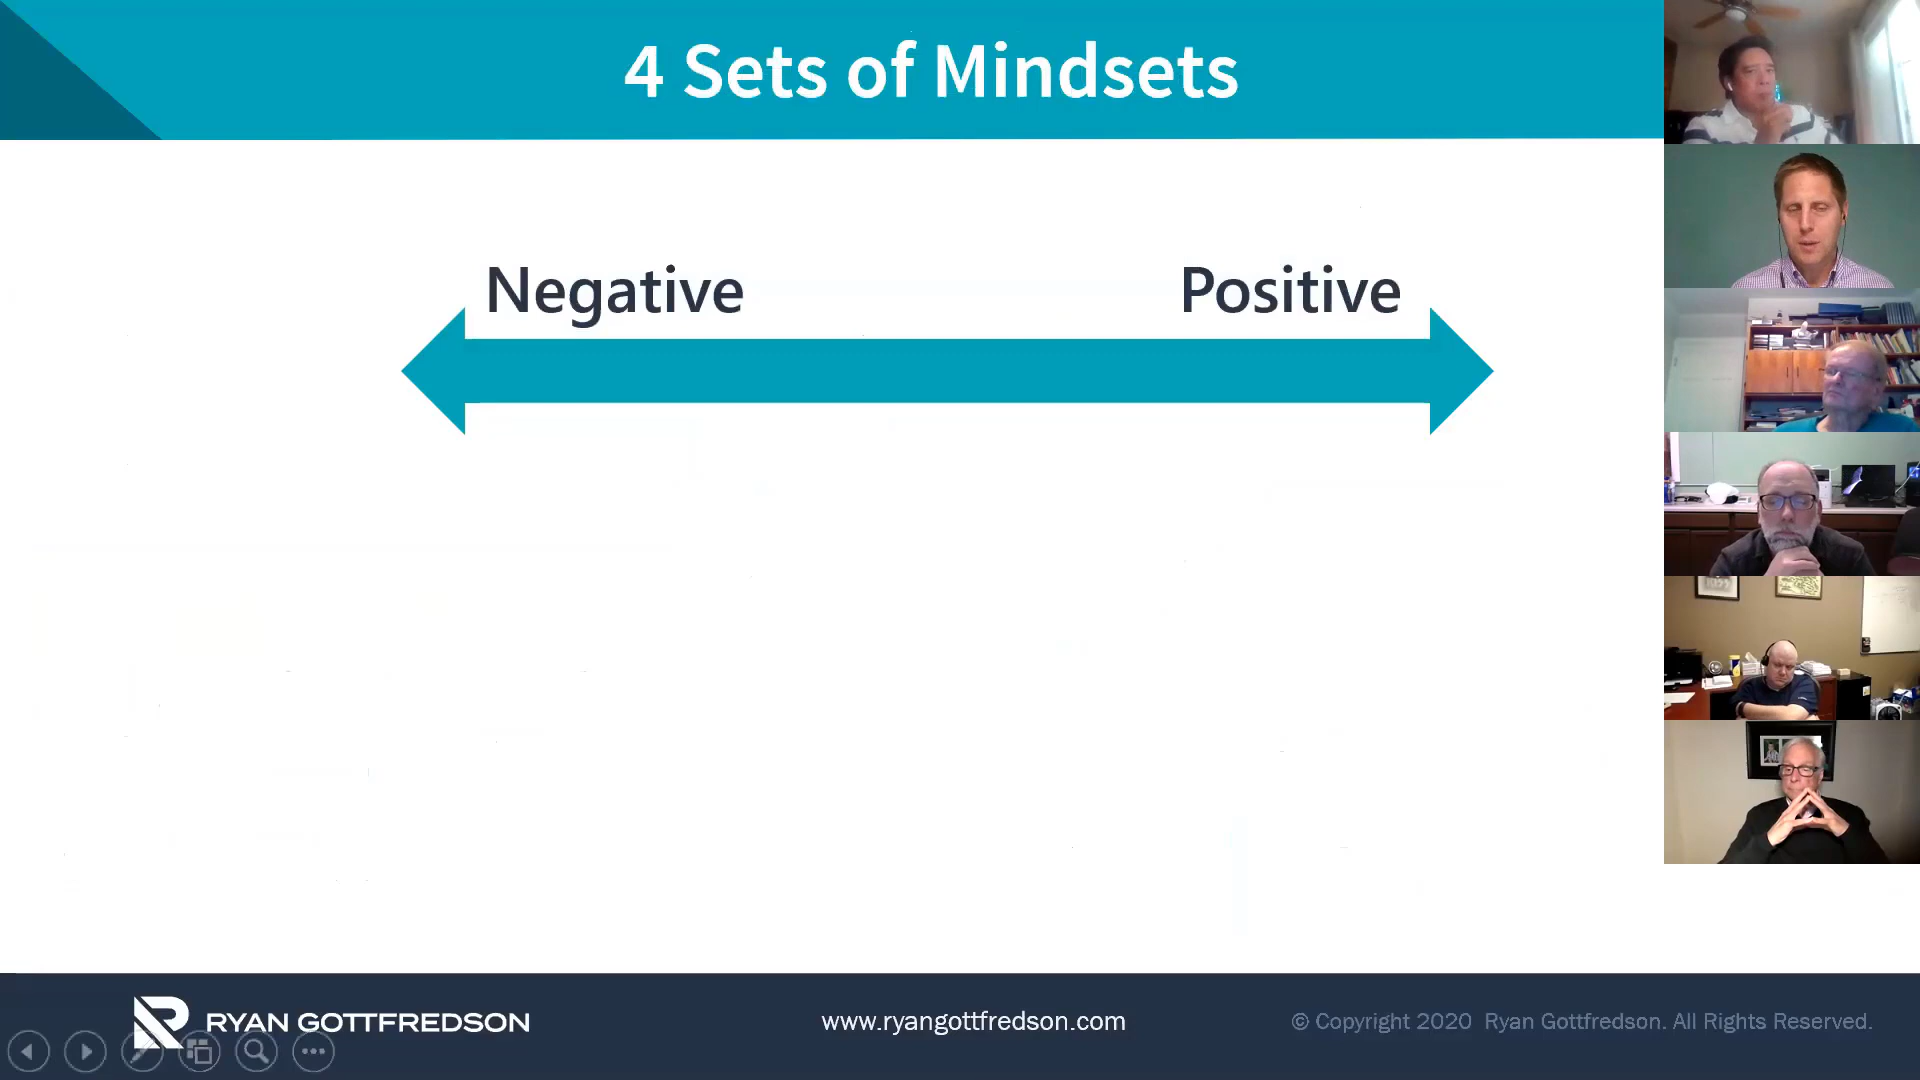 4 Sets of Mindsets
Negative
Positive
RYAN GOTTFREDSON
www.ryangottfredson.com
© Copyright 2020 Ryan Gottfredson. All Rights Reserved.